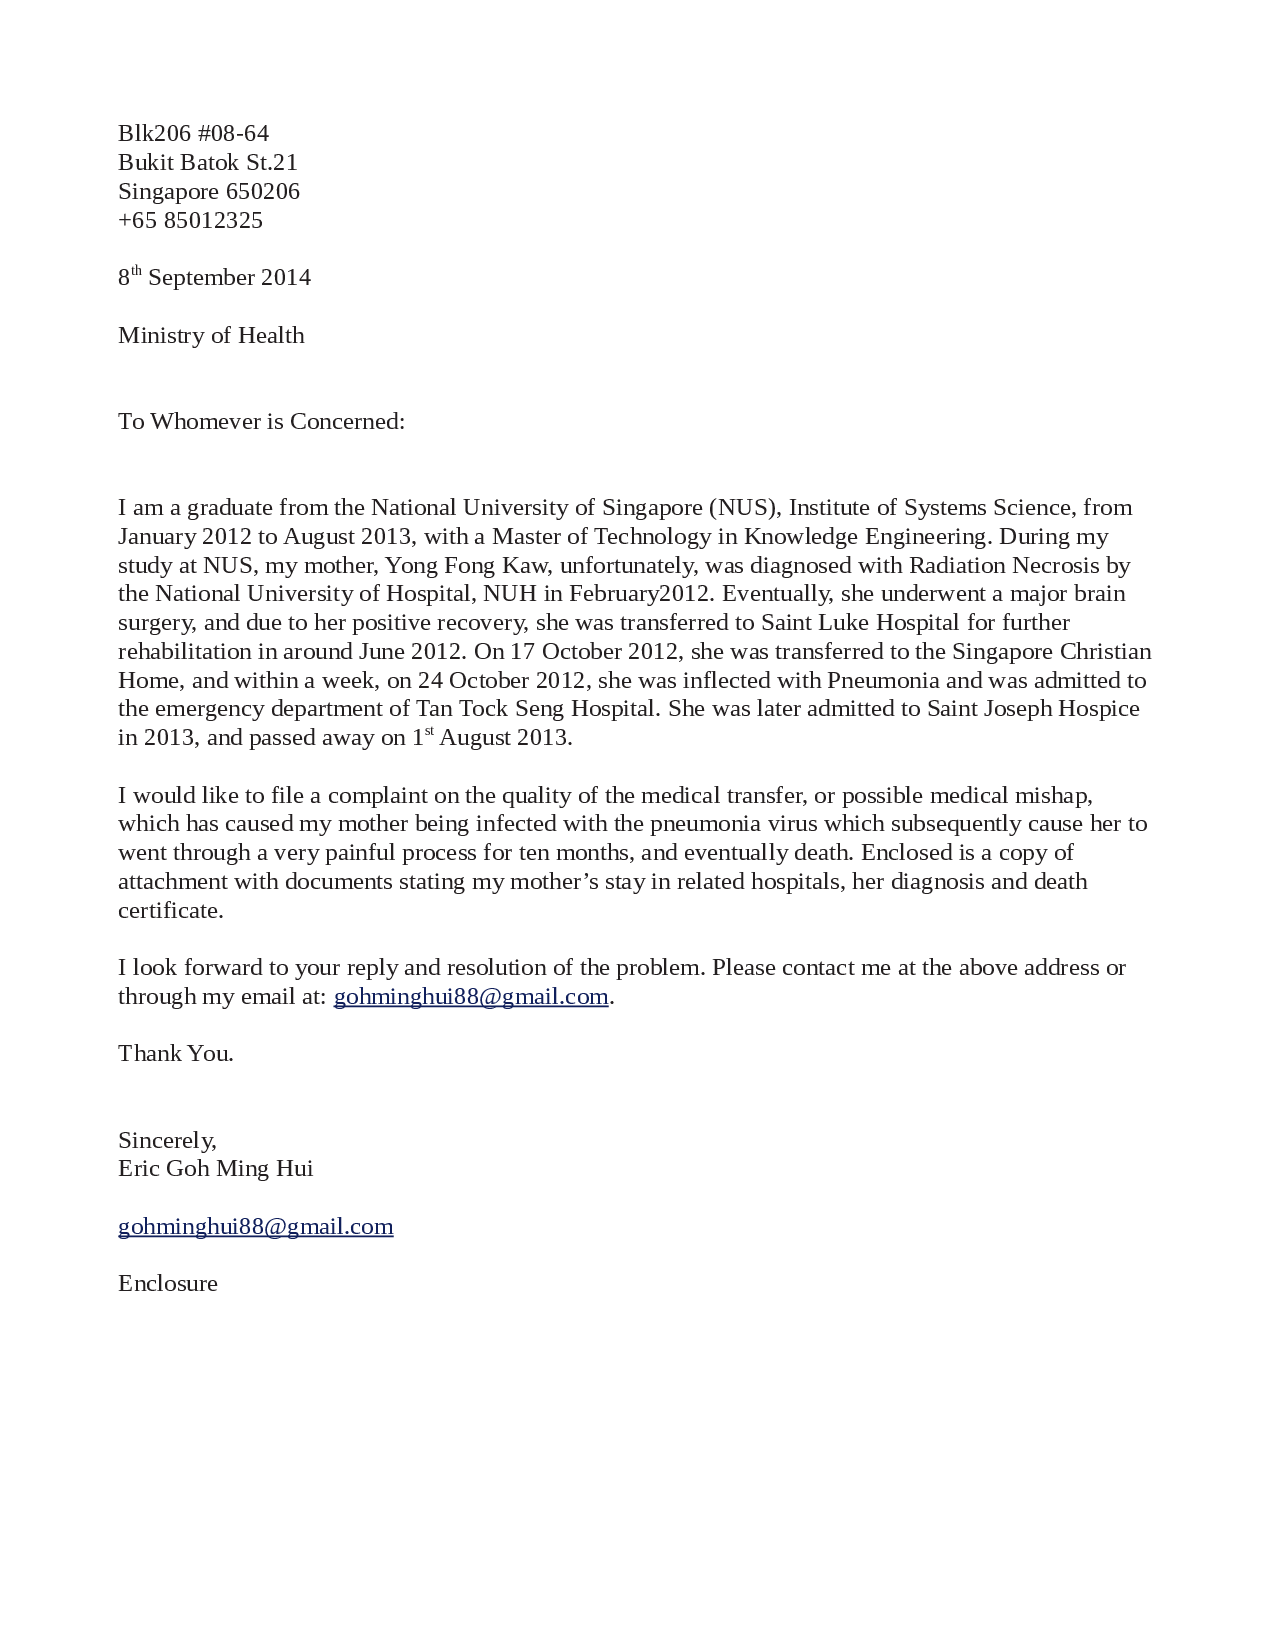 Blk206 #08-64
Bukit Batok St.21
Singapore 650206
+65 85012325
8th September 2014
Ministry of Health
To Whomever is Concerned:
I am a graduate from the National University of Singapore (NUS), Institute of Systems Science, from
January 2012 to August 2013, with a Master of Technology in Knowledge Engineering. During my
study at NUS, my mother, Yong Fong Kaw, unfortunately, was diagnosed with Radiation Necrosis by
the National University of Hospital, NUH in February2012. Eventually, she underwent a major brain
surgery, and due to her positive recovery, she was transferred to Saint Luke Hospital for further
rehabilitation in around June 2012. On 17 October 2012, she was transferred to the Singapore Christian
Home, and within a week, on 24 October 2012, she was inflected with Pneumonia and was admitted to
the emergency department of Tan Tock Seng Hospital. She was later admitted to Saint Joseph Hospice
in 2013, and passed away on 1st August 2013.
I would like to file a complaint on the quality of the medical transfer, or possible medical mishap,
which has caused my mother being infected with the pneumonia virus which subsequently cause her to
went through a very painful process for ten months, and eventually death. Enclosed is a copy of
attachment with documents stating my mother’s stay in related hospitals, her diagnosis and death
certificate.
I look forward to your reply and resolution of the problem. Please contact me at the above address or
through my email at: gohminghui88@gmail.com.
Thank You.
Sincerely,
Eric Goh Ming Hui
gohminghui88@gmail.com
Enclosure